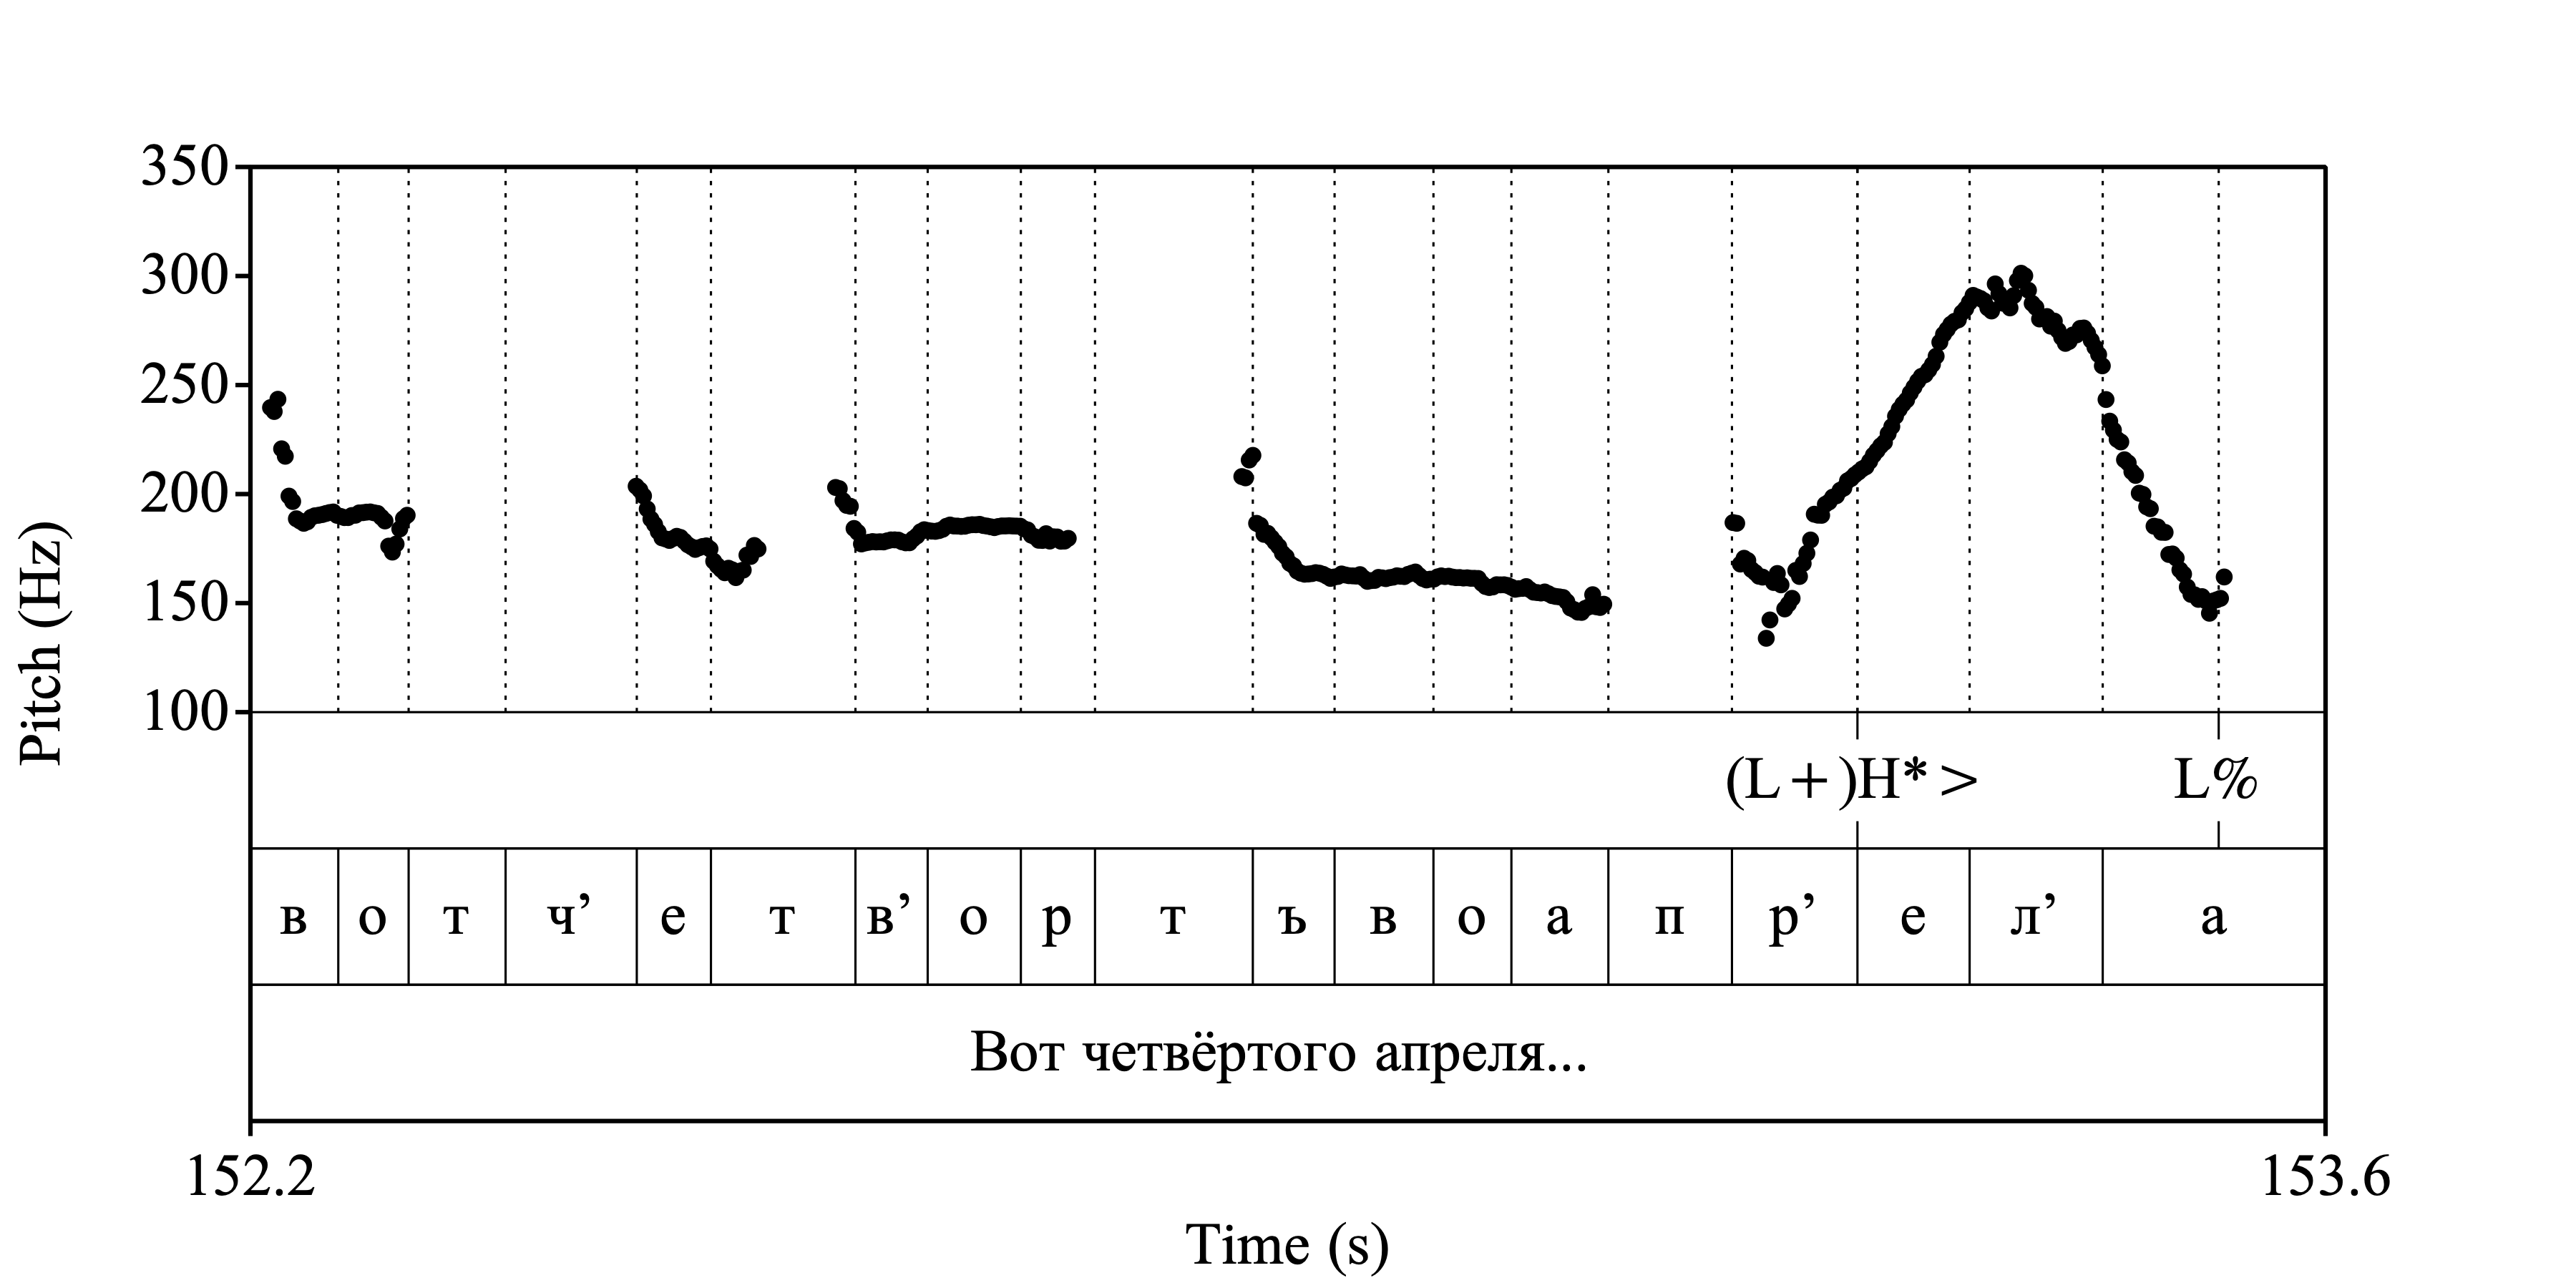 350
300
250
200
150
100
Pitch (Hz)
(L+)H*> L%
в о т ч’ е т в’ о р т ъ в о а п р’ е л’ а
Вот четвёртого апреля...
152.2 153.6
Time (s)